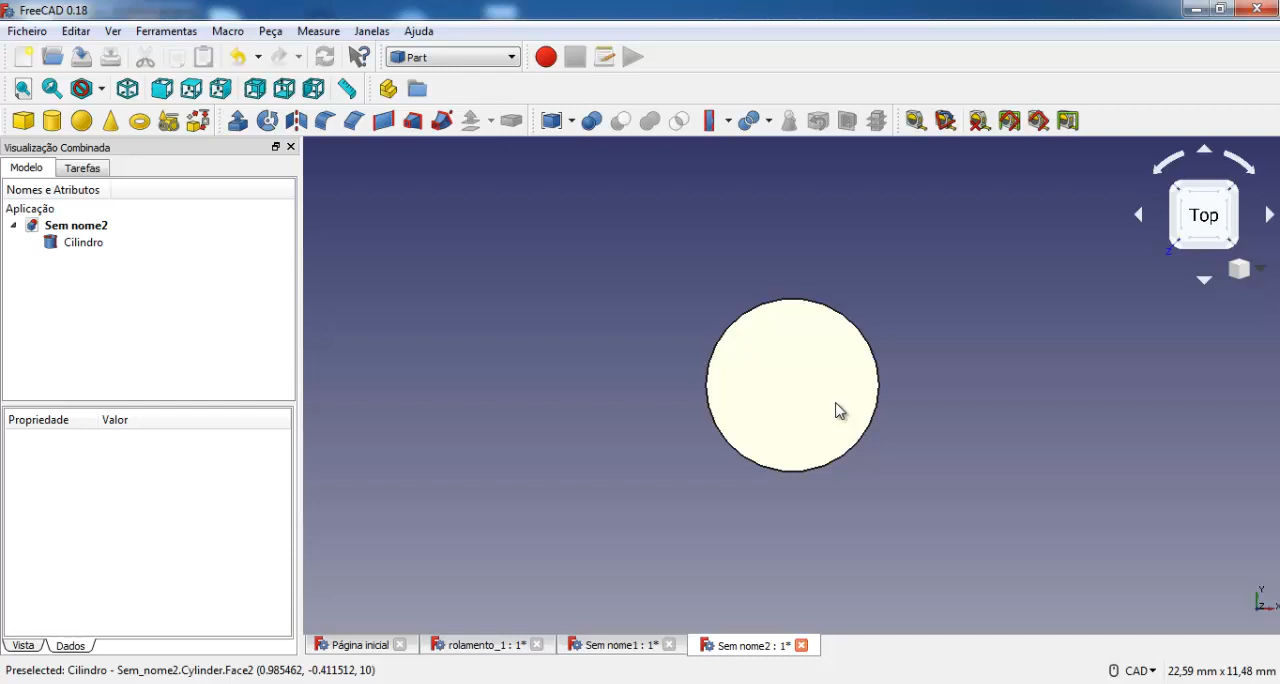 FreeCAD 0.18
Ficheiro Editar Ver Ferramentas Macro Peça Measure Janelas Ajuda
Part
Visualização Combinada
Modelo Tarefas
Nomes e Atributos
Aplicação
Sem nome2
Cilindro
Top
Z
Propriedade Valor
Y
Z X
Vista Dados
Página inicial rolamento_1 : 1* Sem nome1 : 1* Sem nome2 : 1*
Preselected: Cilindro - Sem_nome2.Cylinder.Face2 (0.985462, -0.411512, 10) CAD 22,59 mm x 11,48 mm